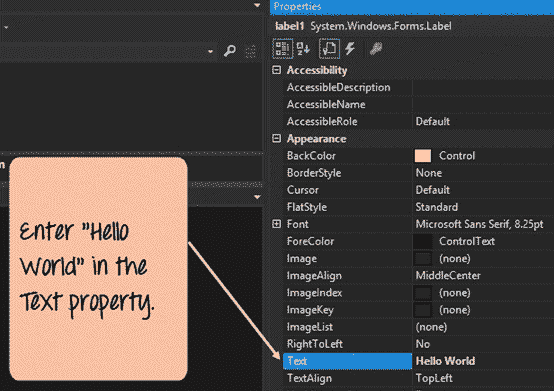 Properties
label1 System.Windows.Forms.Label
Accessibility
AccessibleDescription
AccessibleName
AccessibleRole Default
Appearance
BackColor Control
BorderStyle None
Cursor Default
FlatStyle Standard
Font Microsoft Sans Serif, 8.25pt
ForeColor ControlText
Image (none)
ImageAlign MiddleCenter
ImageIndex (none)
ImageKey (none)
ImageList (none)
RightToLeft No
Text Hello World
TextAlign TopLeft
Enter "Hello
World" in the
Text property.